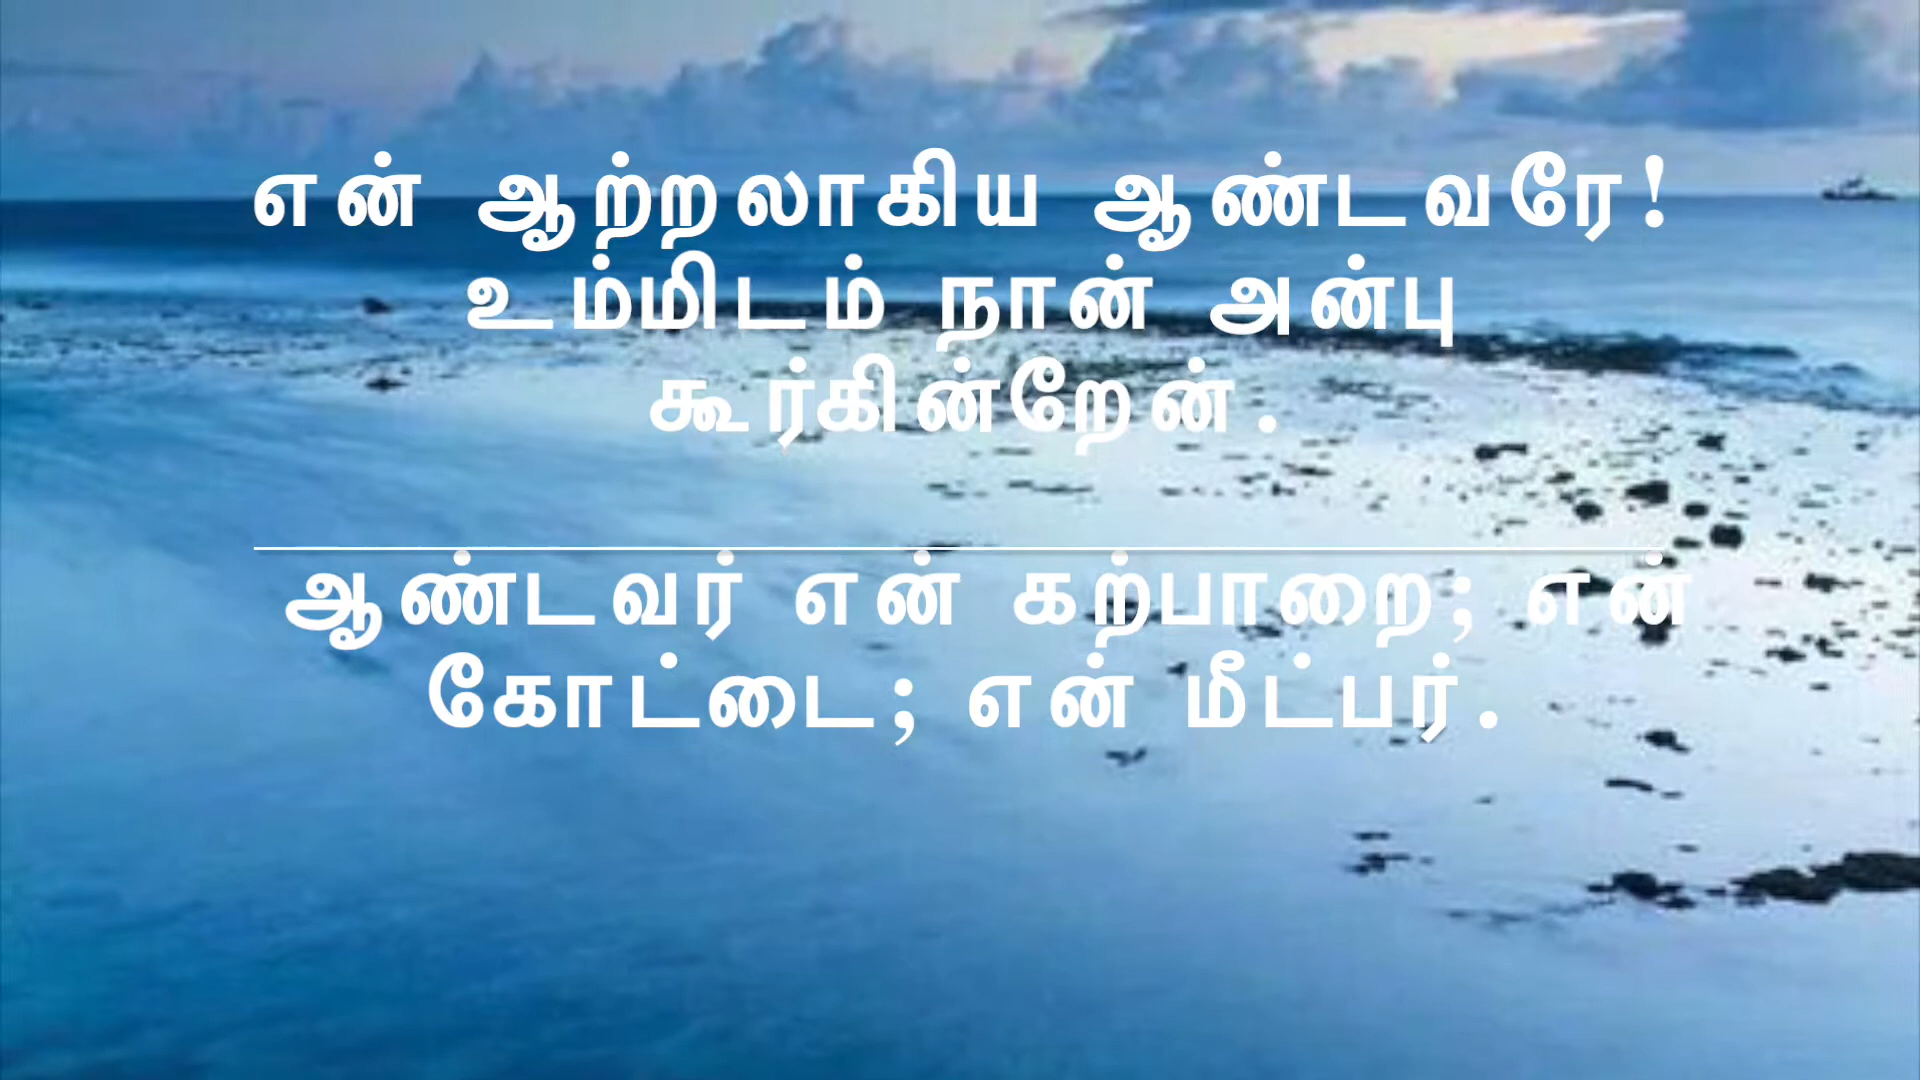 என் ஆற்றலாகிய ஆண்டவரே!
உம்மிடம் நான் அன்பு
கூர்கின்றேன்.
ஆண்டவர் என் கற்பாறை; என்
கோட்டை; என் மீட்பர்.